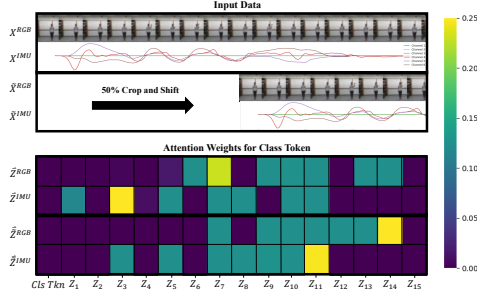 Input Data
X^RGB
X^IMU
X̃^RGB
50% Crop and Shift
X̃^IMU
Attention Weights for Class Token
Z̄^RGB
Z̄^IMU
Cls Tkn Z₁ Z₂ Z₃ Z₄ Z₅ Z₆ Z₇ Z₈ Z₉ Z₁₀ Z₁₁ Z₁₂ Z₁₃ Z₁₄ Z₁₅
0.25
0.20
0.15
0.10
0.05
0.00